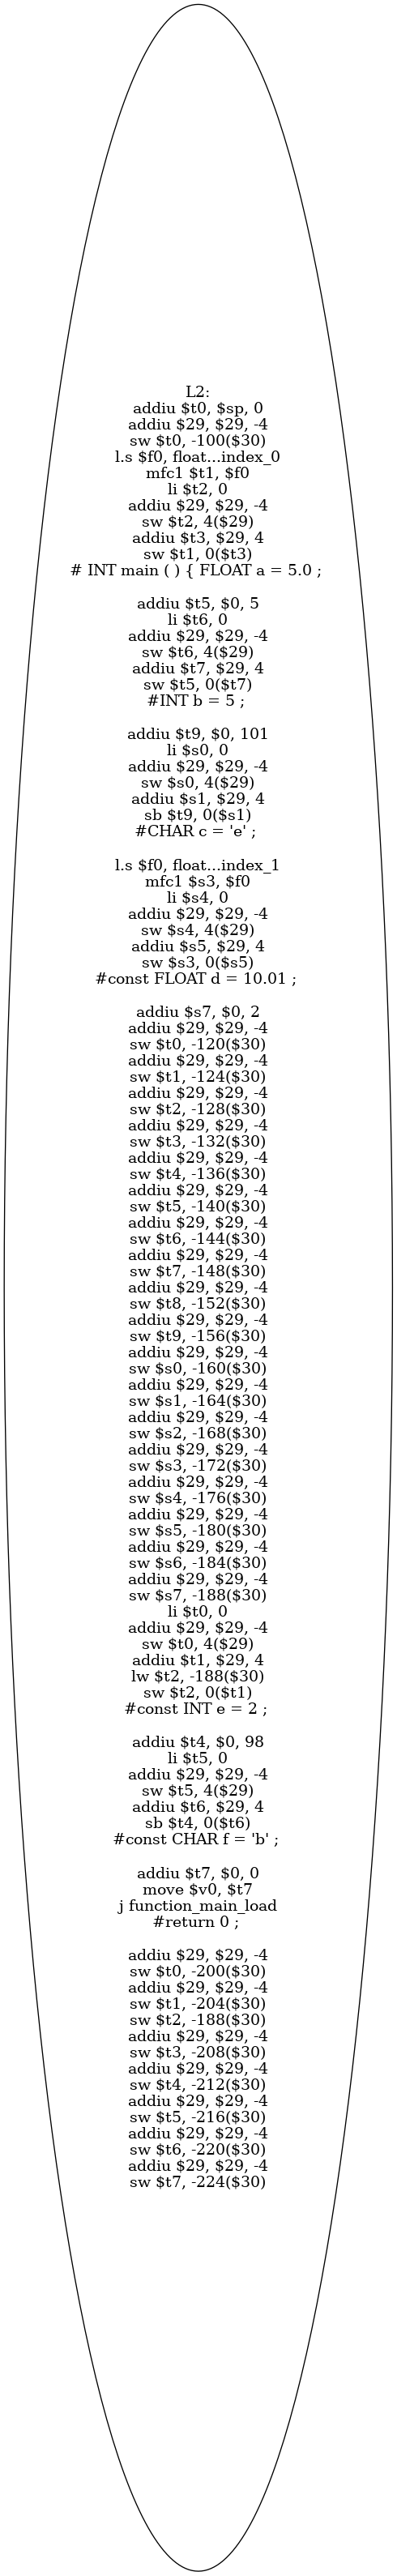 L2:
addiu $t0, $sp, 0
addiu $29, $29, -4
sw $t0, -100($30)
l.s $f0, float...index_0
mfc1 $t1, $f0
li $t2, 0
addiu $29, $29, -4
sw $t2, 4($29)
addiu $t3, $29, 4
sw $t1, 0($t3)
# INT main ( ) { FLOAT a = 5.0 ;
addiu $t5, $0, 5
li $t6, 0
addiu $29, $29, -4
sw $t6, 4($29)
addiu $t7, $29, 4
sw $t5, 0($t7)
#INT b = 5 ;
addiu $t9, $0, 101
li $s0, 0
addiu $29, $29, -4
sw $s0, 4($29)
addiu $s1, $29, 4
sb $t9, 0($s1)
#CHAR c = 'e' ;
l.s $f0, float...index_1
mfc1 $s3, $f0
li $s4, 0
addiu $29, $29, -4
sw $s4, 4($29)
addiu $s5, $29, 4
sw $s3, 0($s5)
#const FLOAT d = 10.01 ;
addiu $s7, $0, 2
addiu $29, $29, -4
sw $t0, -120($30)
addiu $29, $29, -4
sw $t1, -124($30)
addiu $29, $29, -4
sw $t2, -128($30)
addiu $29, $29, -4
sw $t3, -132($30)
addiu $29, $29, -4
sw $t4, -136($30)
addiu $29, $29, -4
sw $t5, -140($30)
addiu $29, $29, -4
sw $t6, -144($30)
addiu $29, $29, -4
sw $t7, -148($30)
addiu $29, $29, -4
sw $t8, -152($30)
addiu $29, $29, -4
sw $t9, -156($30)
addiu $29, $29, -4
sw $s0, -160($30)
addiu $29, $29, -4
sw $s1, -164($30)
addiu $29, $29, -4
sw $s2, -168($30)
addiu $29, $29, -4
sw $s3, -172($30)
addiu $29, $29, -4
sw $s4, -176($30)
addiu $29, $29, -4
sw $s5, -180($30)
addiu $29, $29, -4
sw $s6, -184($30)
addiu $29, $29, -4
sw $s7, -188($30)
li $t0, 0
addiu $29, $29, -4
sw $t0, 4($29)
addiu $t1, $29, 4
lw $t2, -188($30)
sw $t2, 0($t1)
#const INT e = 2 ;
addiu $t4, $0, 98
li $t5, 0
addiu $29, $29, -4
sw $t5, 4($29)
addiu $t6, $29, 4
sb $t4, 0($t6)
#const CHAR f = 'b' ;
addiu $t7, $0, 0
move $v0, $t7
j function_main_load
#return 0 ;
addiu $29, $29, -4
sw $t0, -200($30)
addiu $29, $29, -4
sw $t1, -204($30)
sw $t2, -188($30)
addiu $29, $29, -4
sw $t3, -208($30)
addiu $29, $29, -4
sw $t4, -212($30)
addiu $29, $29, -4
sw $t5, -216($30)
addiu $29, $29, -4
sw $t6, -220($30)
addiu $29, $29, -4
sw $t7, -224($30)